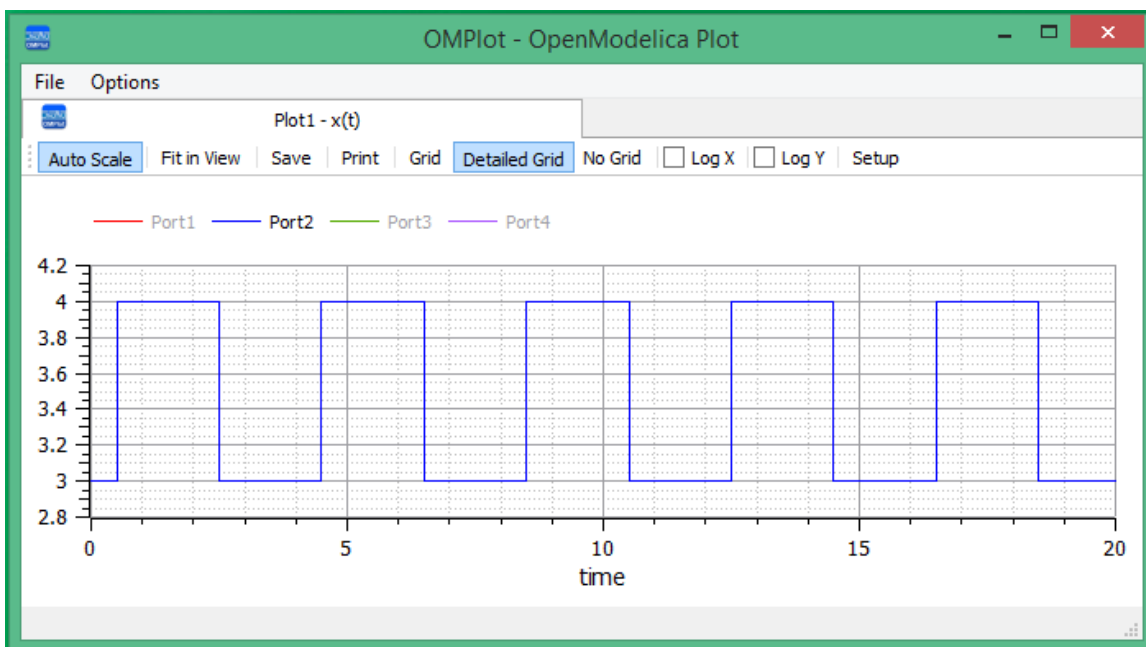 OMPlot - OpenModelica Plot
File Options
Plot1 - x(t)
Auto Scale Fit in View Save Print Grid Detailed Grid No Grid Log X Log Y Setup
Port1 Port2 Port3 Port4
4.2
4
3.8
3.6
3.4
3.2
3
2.8
0 5 10 15 20
time